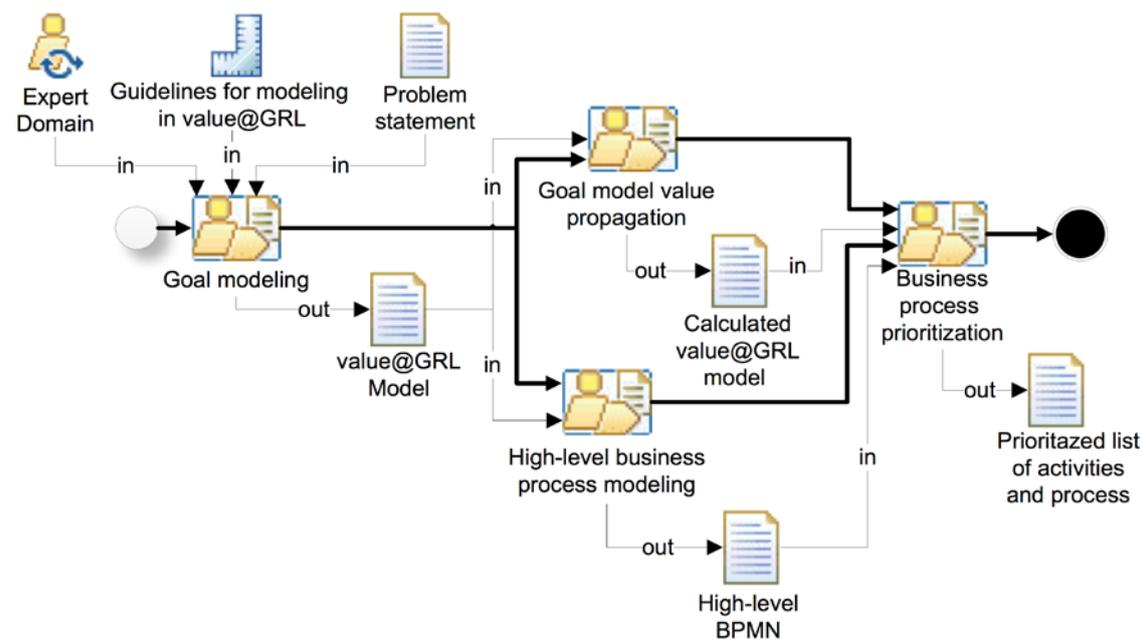 Expert
Domain
Guidelines for modeling
in value@GRL
Problem
statement
in
in
in
in
Goal model value
propagation
Goal modeling
out
value@GRL
Model
out
in
Calculated
value@GRL
model
Business
process
prioritization
out
Prioritazed list
of activities
and process
in
High-level business
process modeling
in
out
High-level
BPMN